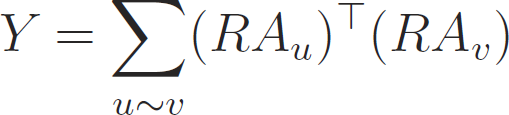 $Y = \sum_{u \sim v} (RA_u)^\top (RA_v)$